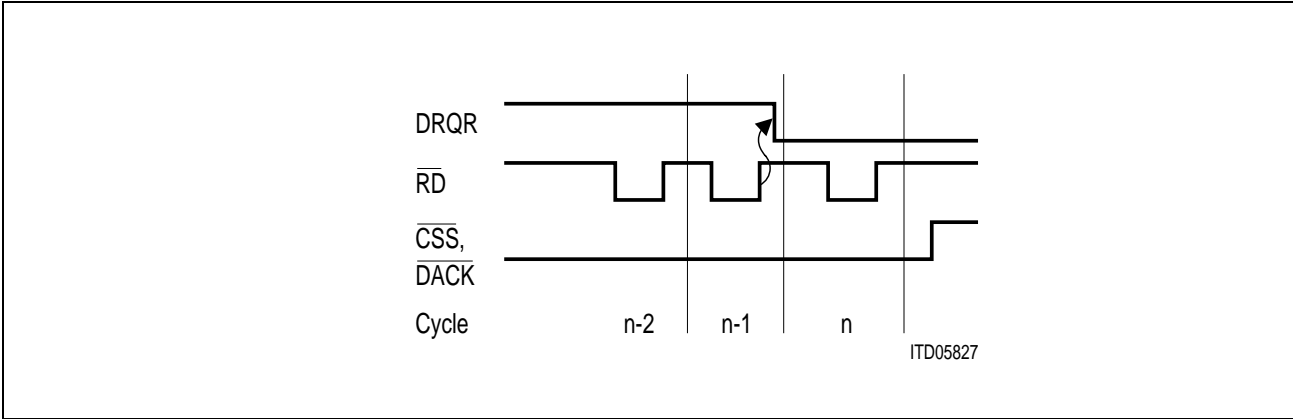 DRQR
RD
CSS,
DACK
Cycle n-2 n-1 n
ITD05827